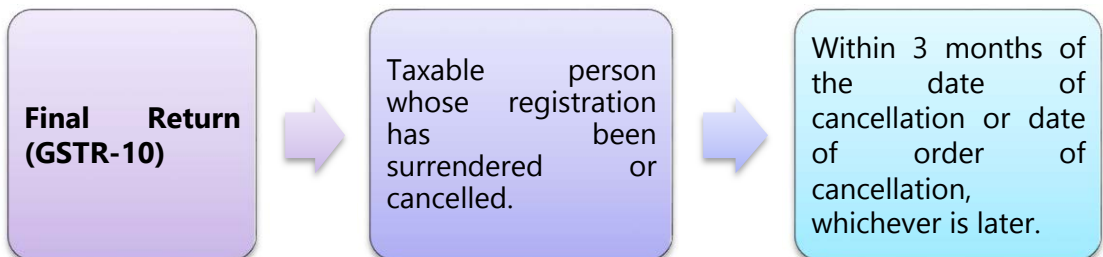 Final Return
(GSTR-10)
Taxable person
whose registration
has been
surrendered or
cancelled.
Within 3 months of
the date of
cancellation or date
of order of
cancellation,
whichever is later.